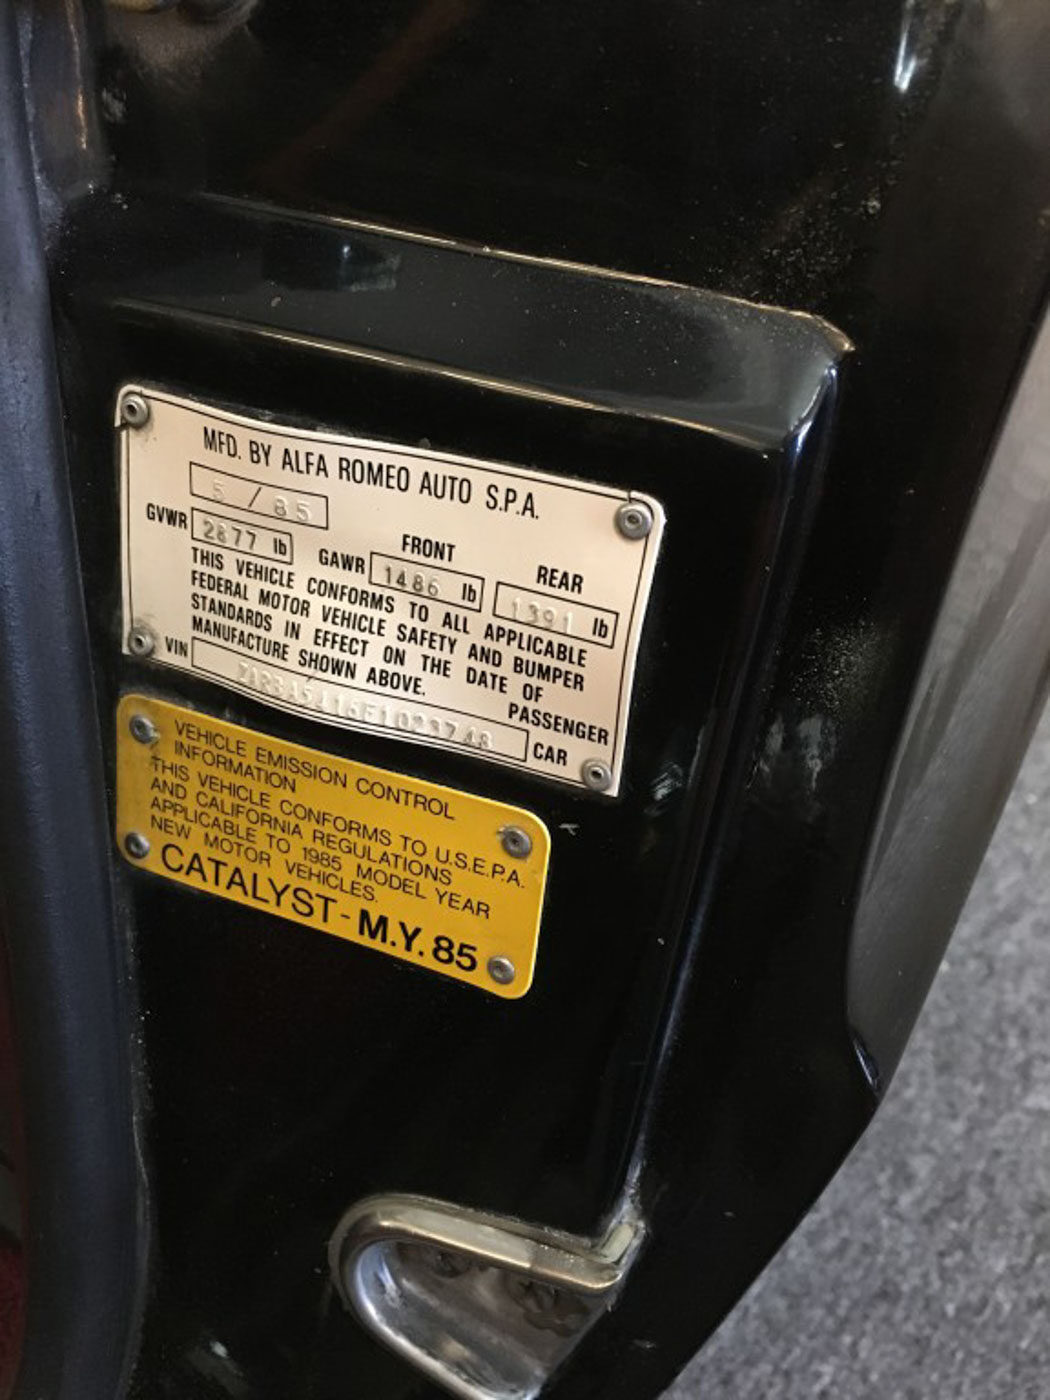 MFD. BY ALFA ROMEO AUTO S.P.A.
5 / 85
GVWR 2877 lb GAWR FRONT 1486 lb REAR 1391 lb
THIS VEHICLE CONFORMS TO ALL APPLICABLE
FEDERAL MOTOR VEHICLE SAFETY AND BUMPER
STANDARDS IN EFFECT ON THE DATE OF
MANUFACTURE SHOWN ABOVE.
VIN ZARBA5416F1023748 PASSENGER CAR
VEHICLE EMISSION CONTROL
INFORMATION
THIS VEHICLE CONFORMS TO U.S.E.P.A.
AND CALIFORNIA REGULATIONS
APPLICABLE TO 1985 MODEL YEAR
NEW MOTOR VEHICLES.
CATALYST - M.Y. 85